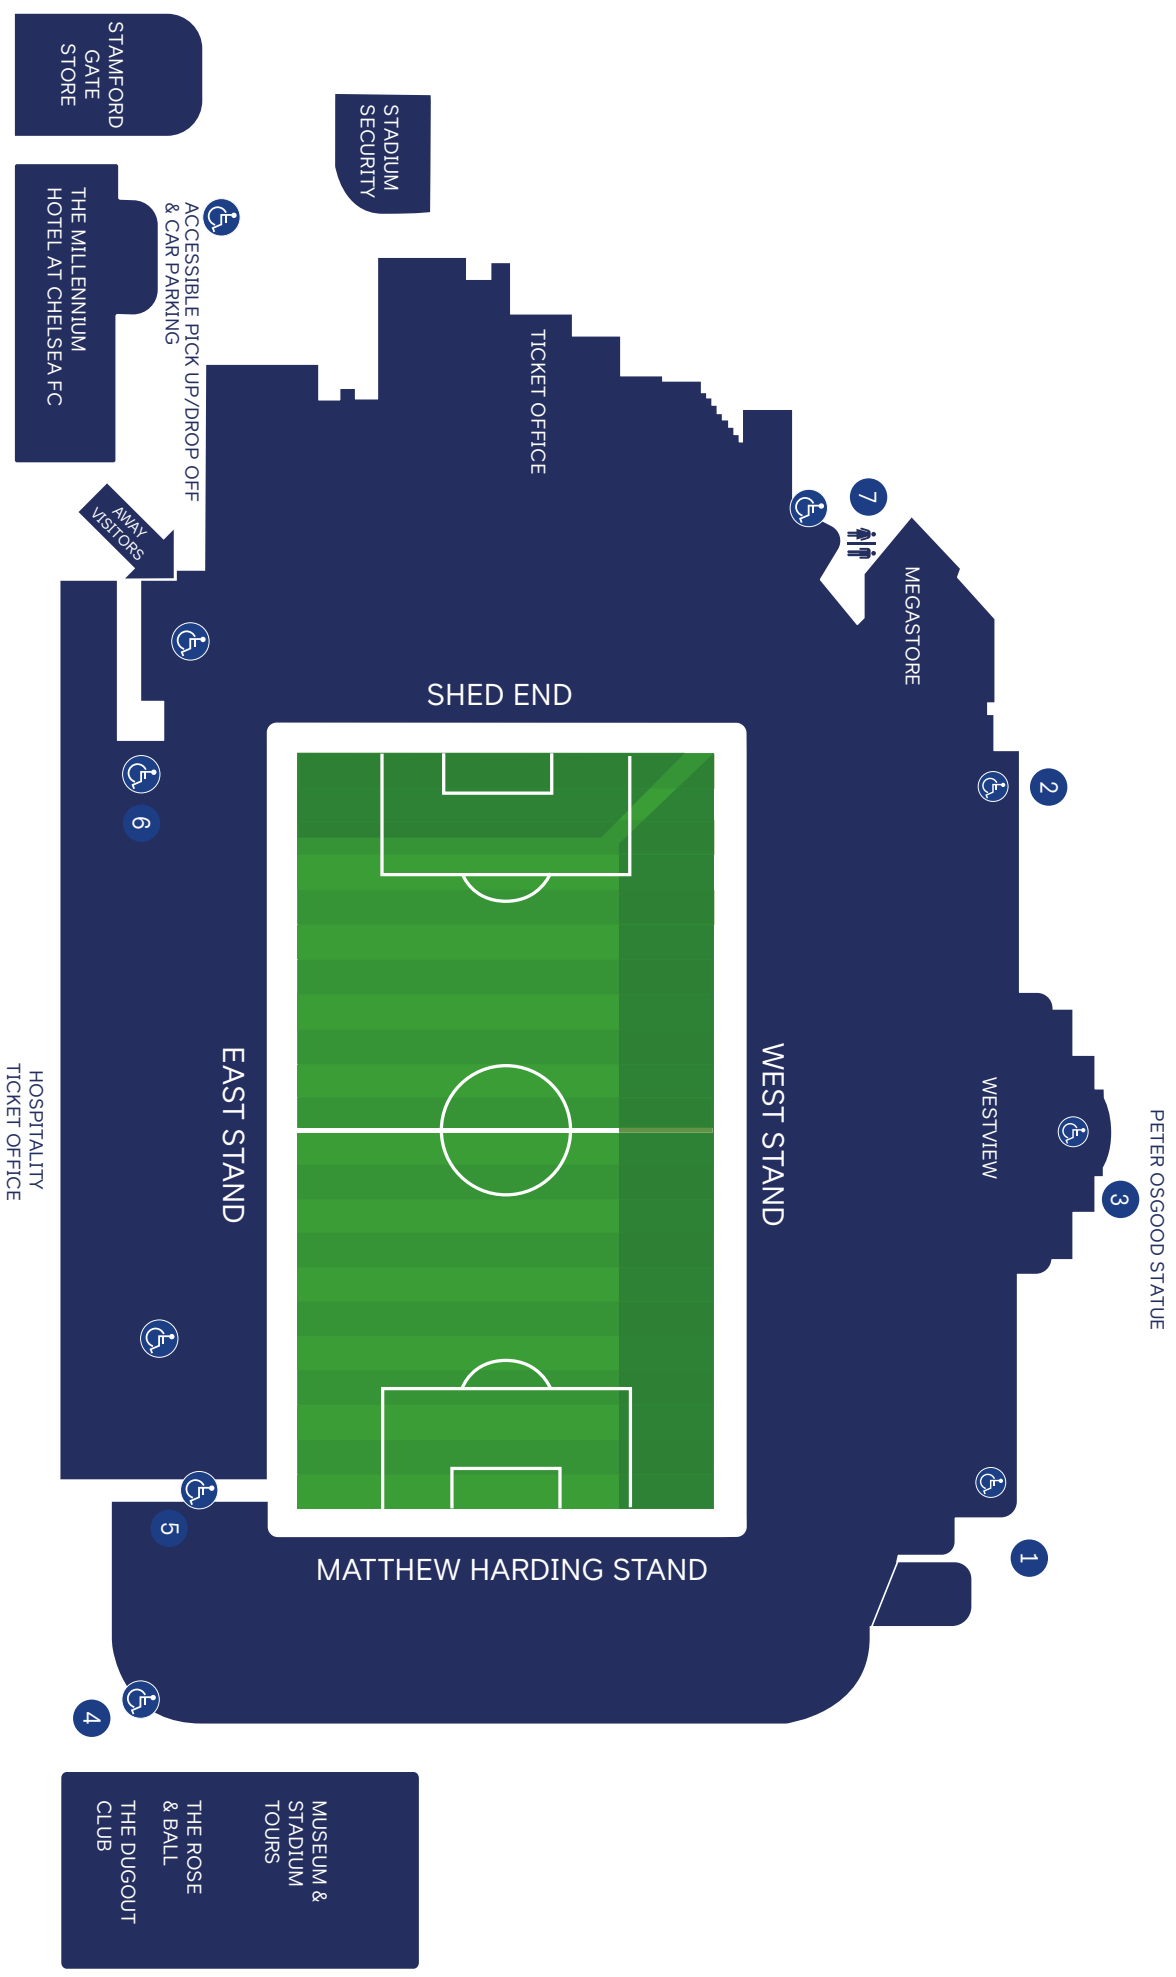 STAMFORD
GATE
STORE
STADIUM
SECURITY
THE MILLENNIUM
HOTEL AT CHELSEA FC
ACCESSIBLE PICK UP/DROP OFF
& CAR PARKING
TICKET OFFICE
AWAY
VISITORS
7
MEGASTORE
SHED END
2
6
EAST STAND
WEST STAND
WESTVIEW
HOSPITALITY
TICKET OFFICE
3
PETER OSGOOD STATUE
5
1
MATTHEW HARDING STAND
4
MUSEUM &
STADIUM
TOURS
THE ROSE
& BALL
THE DUGOUT
CLUB